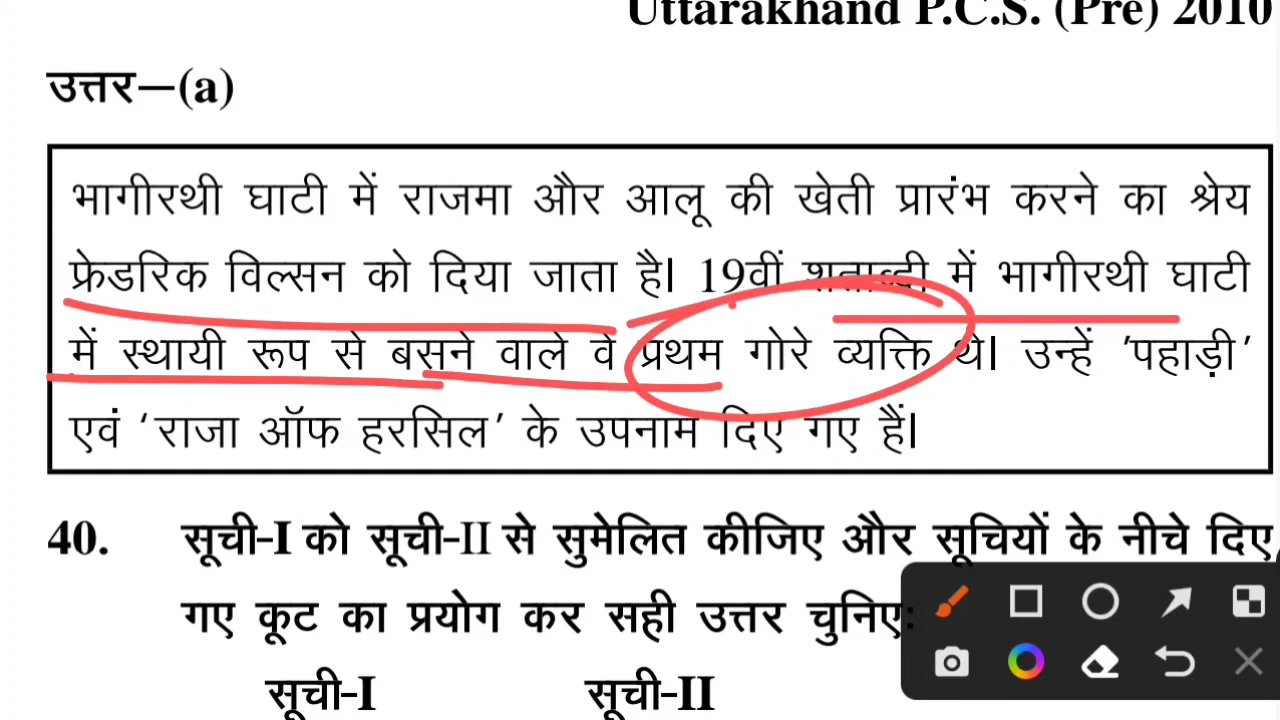 Uttarakhand P.C.S. (Pre) 2010
उत्तर—(a)
भागीरथी घाटी में राजमा और आलू की खेती प्रारंभ करने का श्रेय
फ्रेडरिक विल्सन को दिया जाता है। 19वीं शताब्दी में भागीरथी घाटी
में स्थायी रूप से बसने वाले वे प्रथम गोरे व्यक्ति थे। उन्हें 'पहाड़ी'
एवं 'राजा ऑफ हरसिल' के उपनाम दिए गए हैं।
40. सूची-I को सूची-II से सुमेलित कीजिए और सूचियों के नीचे दिए
गए कूट का प्रयोग कर सही उत्तर चुनिए:
सूची-I सूची-II